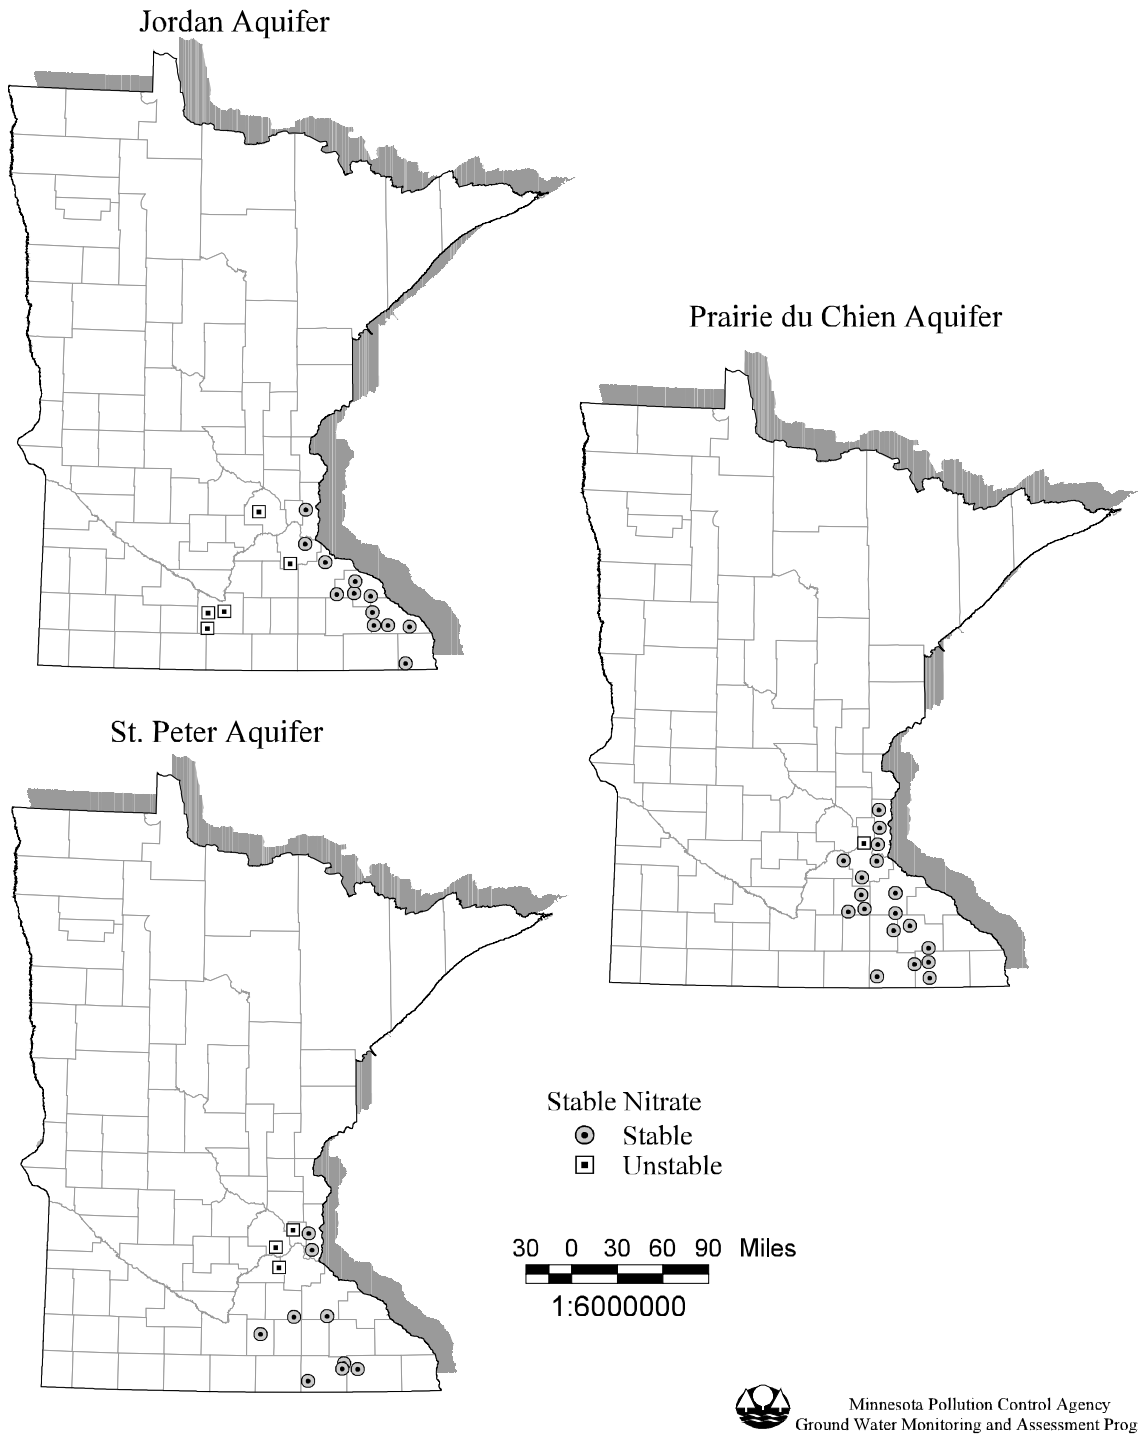 Jordan Aquifer
Prairie du Chien Aquifer
St. Peter Aquifer
Stable Nitrate
Stable
Unstable
30 0 30 60 90 Miles
1:6000000
Minnesota Pollution Control Agency
Ground Water Monitoring and Assessment Prog